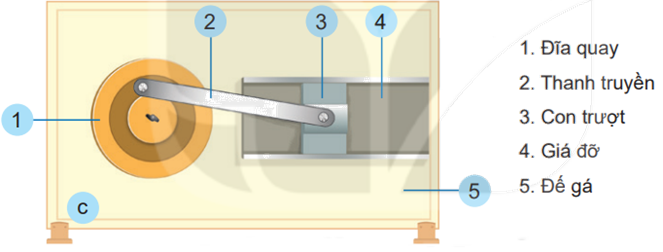 2
3
4
1
5
c
1. Đĩa quay
2. Thanh truyền
3. Con trượt
4. Giá đỡ
5. Đế gá